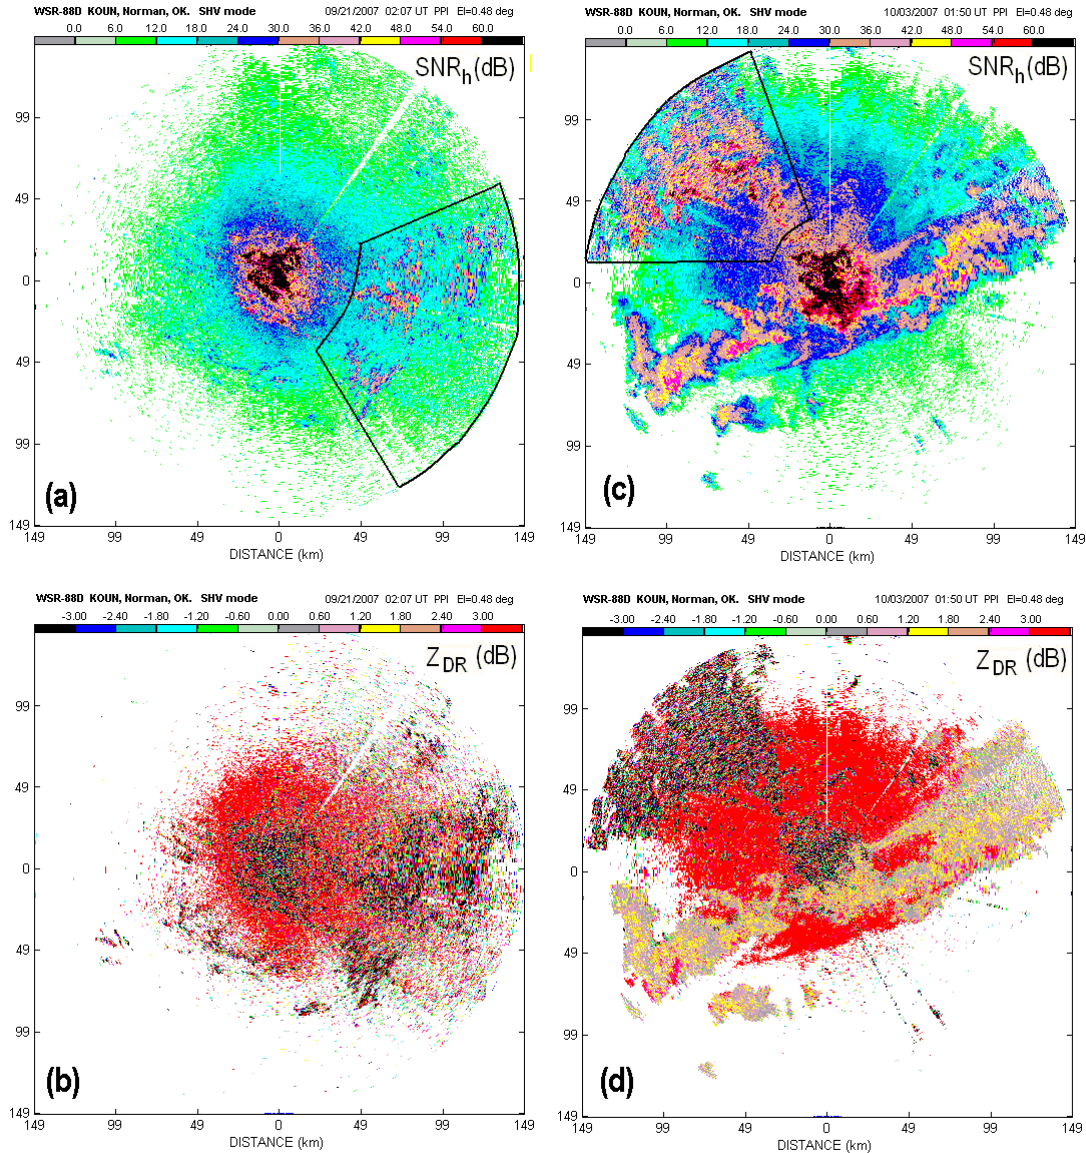 WSR-88D KOUN, Norman, OK. SHV mode 09/21/2007 02:07 UT PPI El=0.48 deg
0.0 6.0 12.0 18.0 24.0 30.0 36.0 42.0 48.0 54.0 60.0
SNRh(dB)
99
49
0
49
99
149
(a)
149 99 49 0 49 99 149
DISTANCE (km)
WSR-88D KOUN, Norman, OK. SHV mode 10/03/2007 01:50 UT PPI El=0.48 deg
0.0 6.0 12.0 18.0 24.0 30.0 36.0 42.0 48.0 54.0 60.0
SNRh(dB)
99
49
0
49
99
149
(c)
149 99 49 0 49 99 149
DISTANCE (km)
WSR-88D KOUN, Norman, OK. SHV mode 09/21/2007 02:07 UT PPI El=0.48 deg
-3.00 -2.40 -1.80 -1.20 -0.60 0.00 0.60 1.20 1.80 2.40 3.00
ZDR (dB)
99
49
0
49
99
149
(b)
149 99 49 0 49 99 149
DISTANCE (km)
WSR-88D KOUN, Norman, OK. SHV mode 10/03/2007 01:50 UT PPI El=0.48 deg
-3.00 -2.40 -1.80 -1.20 -0.60 0.00 0.60 1.20 1.80 2.40 3.00
ZDR (dB)
99
49
0
49
99
149
(d)
149 99 49 0 49 99 149
DISTANCE (km)